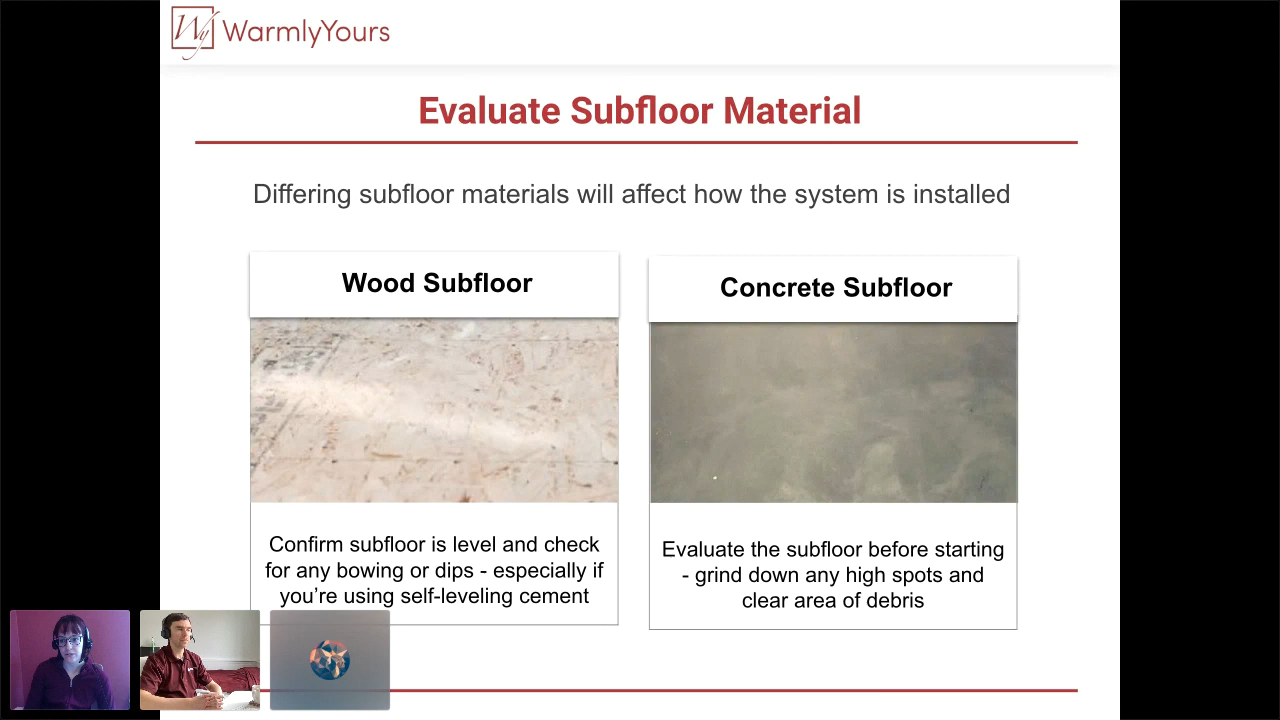 Wy WarmlyYours
Evaluate Subfloor Material
Differing subfloor materials will affect how the system is installed
Wood Subfloor
Concrete Subfloor
Confirm subfloor is level and check
for any bowing or dips - especially if
you're using self-leveling cement
Evaluate the subfloor before starting
- grind down any high spots and
clear area of debris